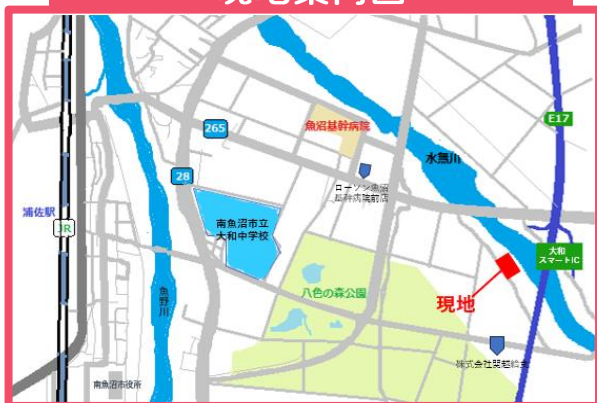 現地案内図
E17
265
魚沼基幹病院
水無川
28
ローソン魚沼
基幹病院前店
浦佐駅
JR
南魚沼市立
大和中学校
大和
スマートIC
魚野川
八色の森公園
現地
株式会社関越給食
南魚沼市役所